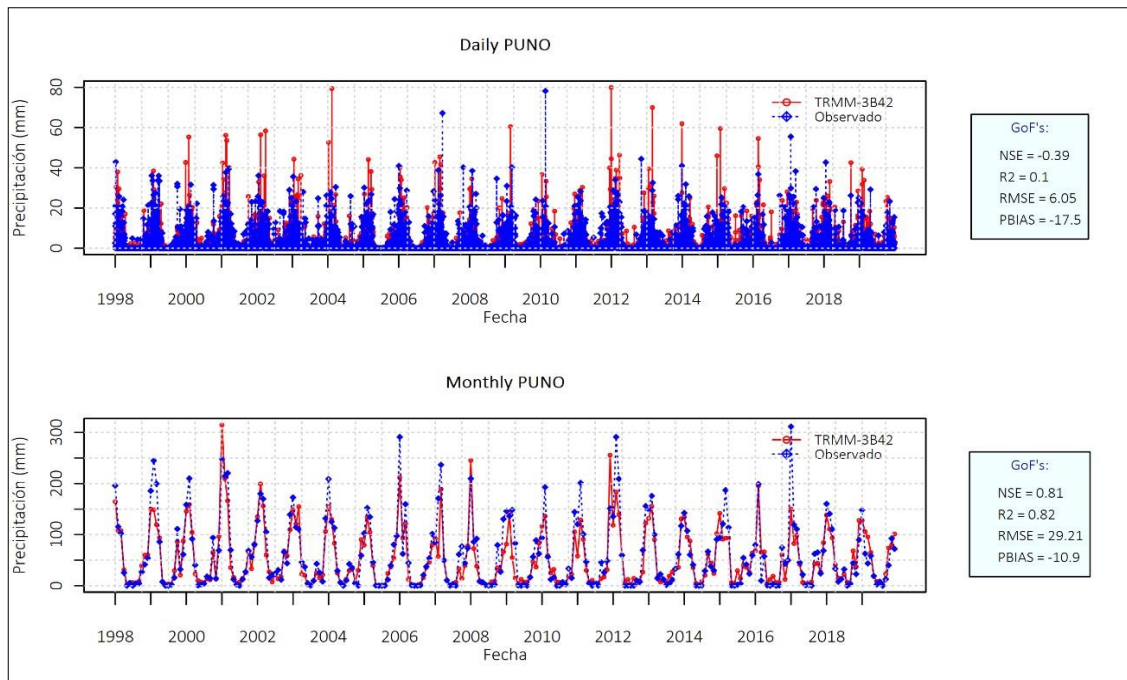 Daily PUNO
Precipitación (mm)
80
60
40
20
0
TRMM-3B42
Observado
1998 2000 2002 2004 2006 2008 2010 2012 2014 2016 2018
Fecha
GoF's:
NSE = -0.39
R2 = 0.1
RMSE = 6.05
PBIAS = -17.5
Monthly PUNO
Precipitación (mm)
300
200
100
0
TRMM-3B42
Observado
1998 2000 2002 2004 2006 2008 2010 2012 2014 2016 2018
Fecha
GoF's:
NSE = 0.81
R2 = 0.82
RMSE = 29.21
PBIAS = -10.9